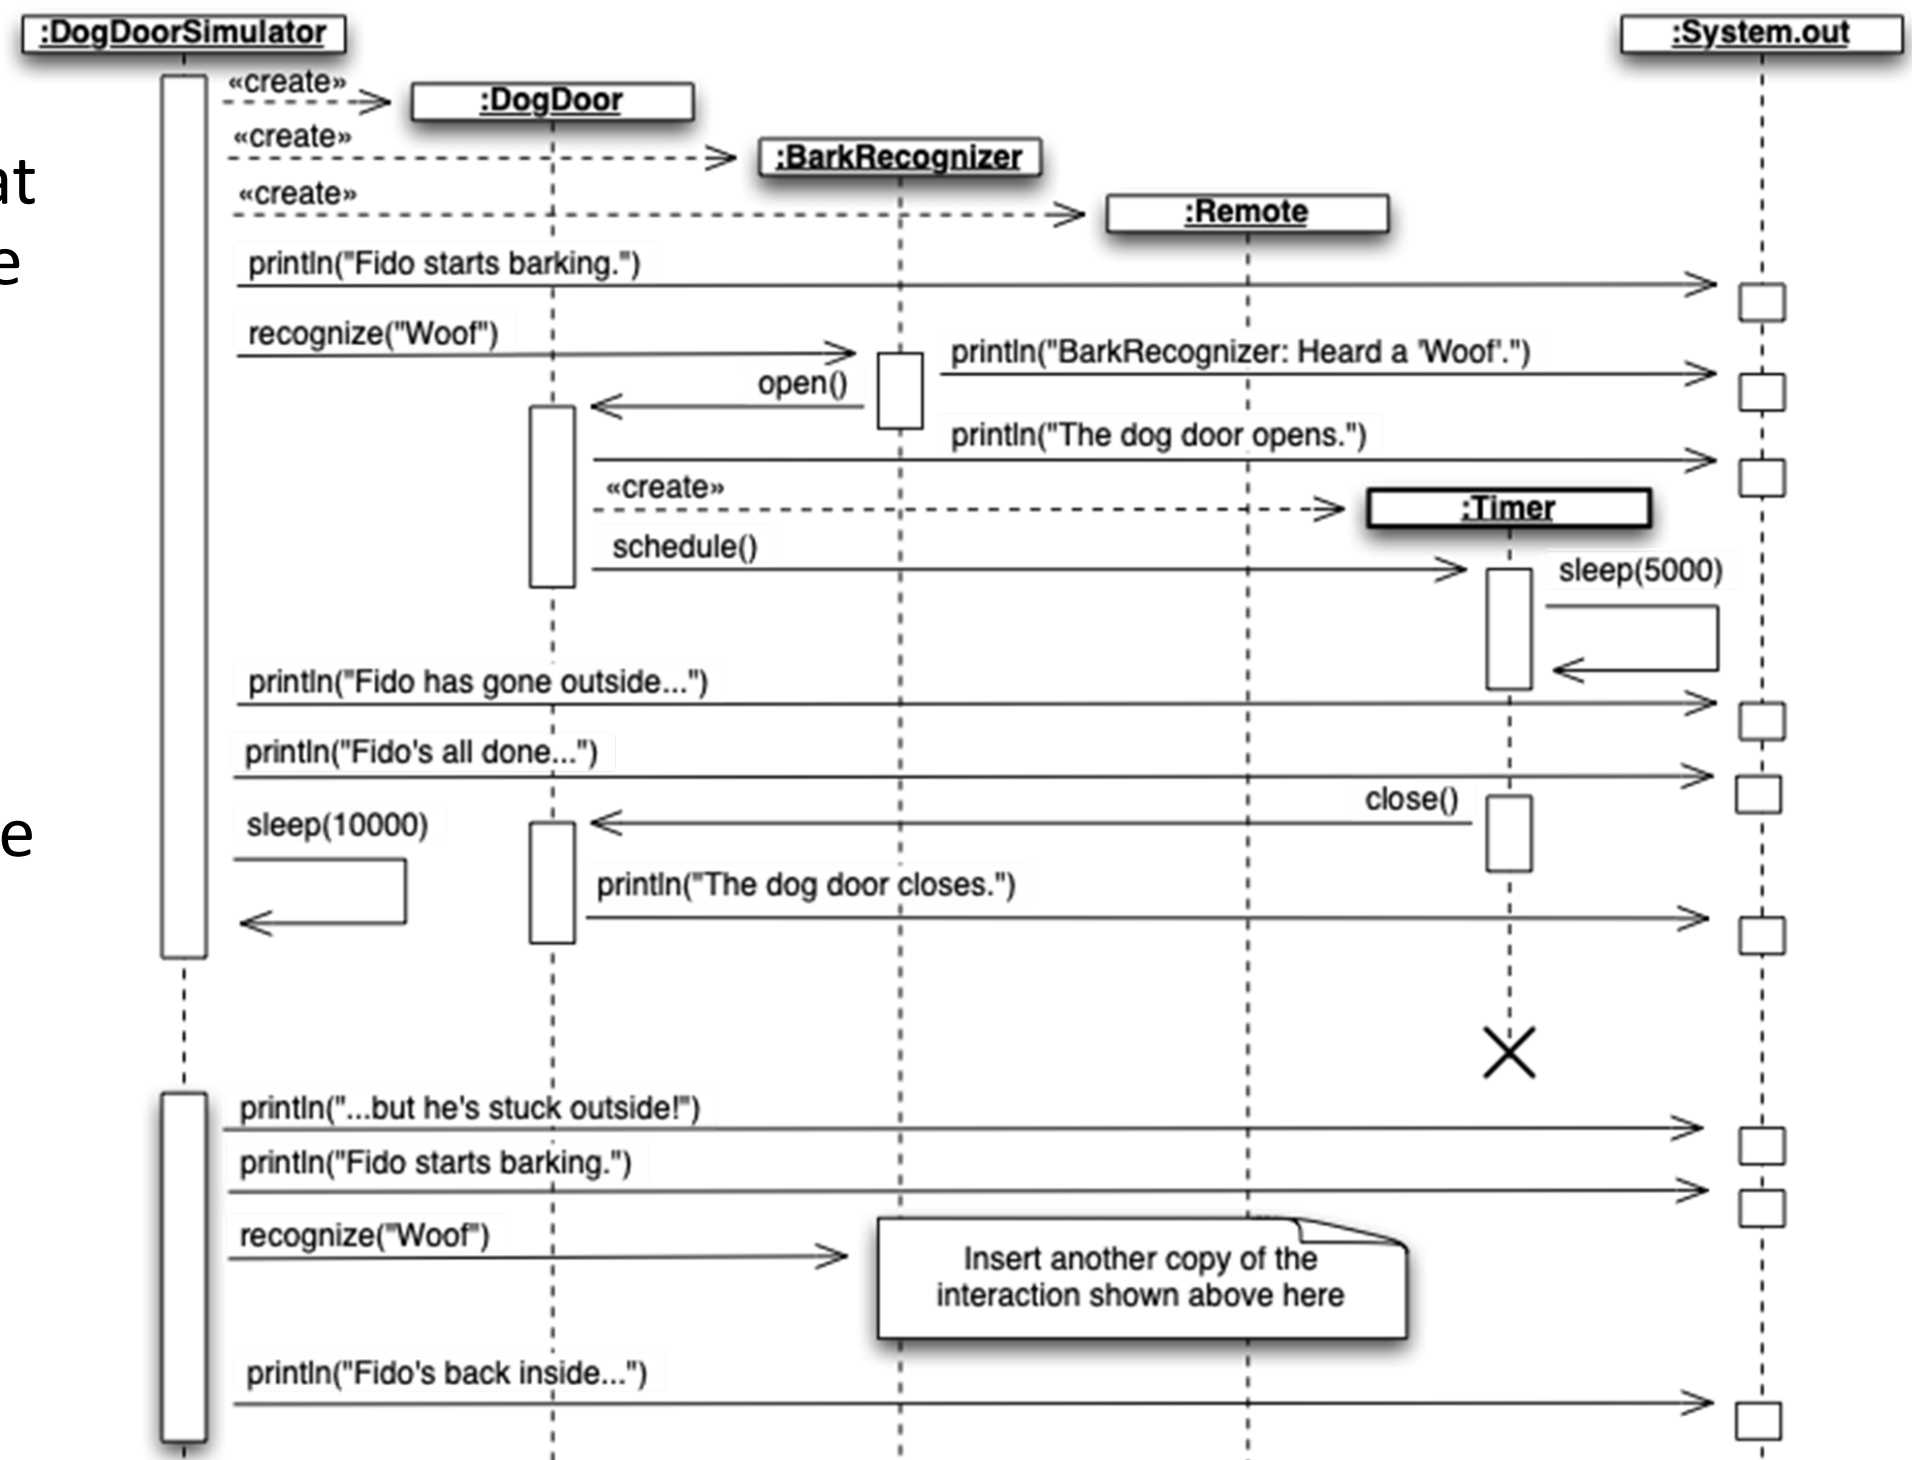 :DogDoorSimulator
:System.out
«create»
:DogDoor
«create»
:BarkRecognizer
at
«create»
:Remote
e
println("Fido starts barking.")
recognize("Woof")
println("BarkRecognizer: Heard a 'Woof'.")
open()
println("The dog door opens.")
«create»
:Timer
schedule()
sleep(5000)
println("Fido has gone outside...")
println("Fido's all done...")
close()
sleep(10000)
e
println("The dog door closes.")
println("...but he's stuck outside!")
println("Fido starts barking.")
recognize("Woof")
Insert another copy of the
interaction shown above here
println("Fido's back inside...")